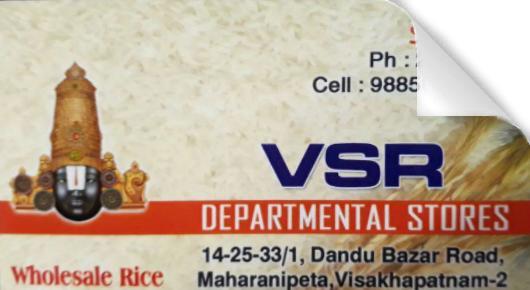 Ph :
Cell : 9885
VSR
DEPARTMENTAL STORES
14-25-33/1, Dandu Bazar Road,
Wholesale Rice
Maharanipeta,Visakhapatnam-2